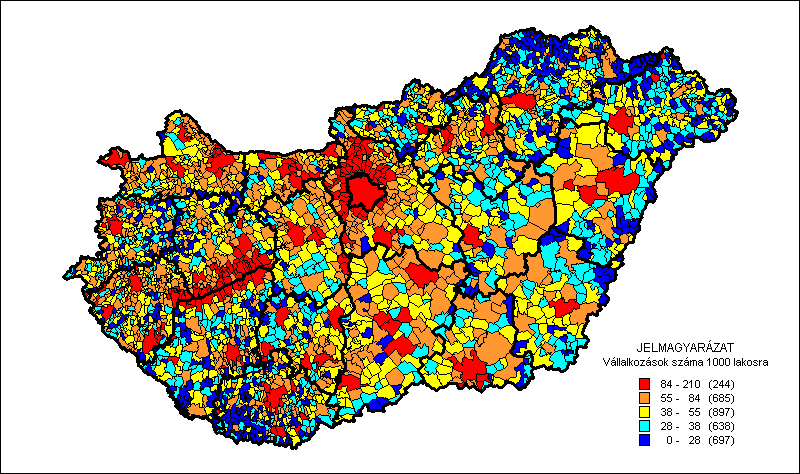 JELMAGYARÁZAT
Vállalkozások száma 1000 lakosra
84 - 210 (244)
55 - 84 (685)
38 - 55 (897)
28 - 38 (638)
0 - 28 (697)